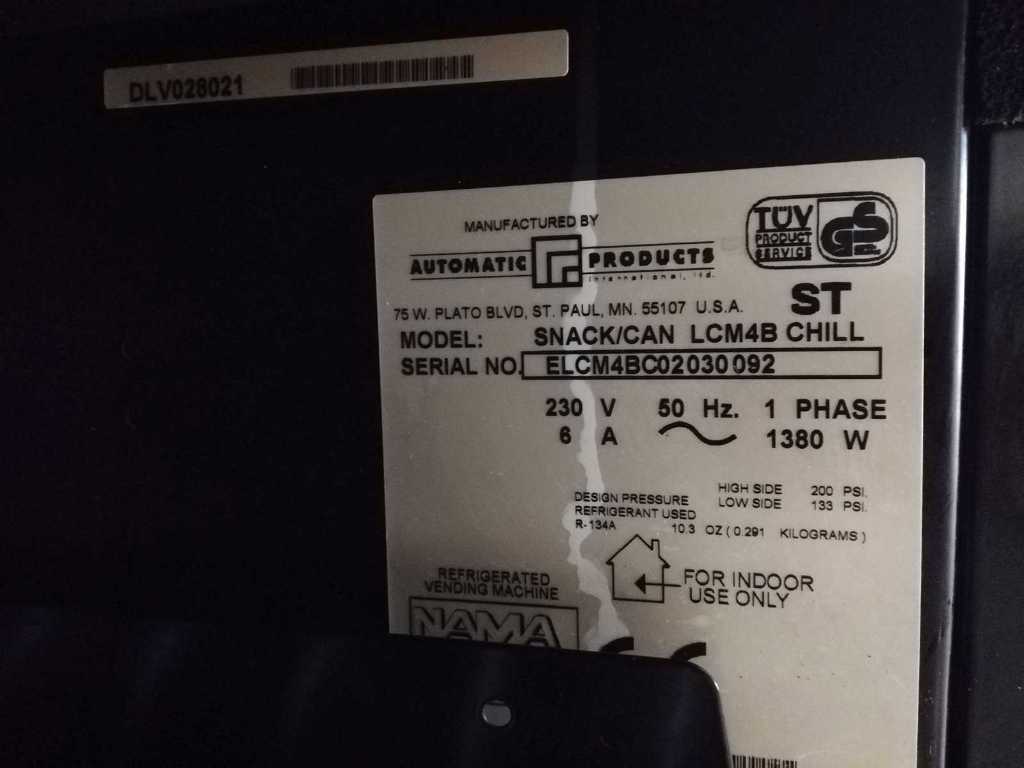 DLV028021
MANUFACTURED BY
AUTOMATIC PRODUCTS
international, ltd.
TÜV
PRODUCT
SERVICE
GS
75 W. PLATO BLVD, ST. PAUL, MN. 55107 U.S.A.
ST
MODEL: SNACK/CAN LCM4B CHILL
SERIAL NO. ELCM4BC02030092
230 V 50 Hz. 1 PHASE
6 A 1380 W
DESIGN PRESSURE HIGH SIDE 200 PSI.
LOW SIDE 133 PSI.
REFRIGERANT USED
R-134A 10.3 OZ ( 0.291 KILOGRAMS )
FOR INDOOR
USE ONLY
REFRIGERATED
VENDING MACHINE
NAMA